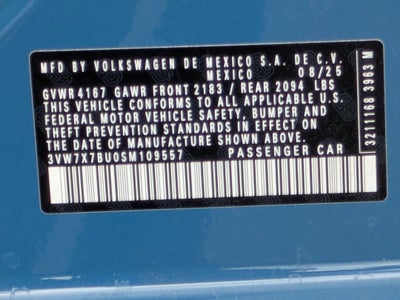 MFD BY VOLKSWAGEN DE MEXICO S.A. DE C.V.
MEXICO 08/25
GVWR 4167 GAWR FRONT 2183 / REAR 2094 LBS
THIS VEHICLE CONFORMS TO ALL APPLICABLE U.S.
FEDERAL MOTOR VEHICLE SAFETY, BUMPER AND
THEFT PREVENTION STANDARDS IN EFFECT ON
THE DATE OF MANUFACTURE SHOWN ABOVE.
3VW7X7BU0SM109557 PASSENGER CAR
3211168 3963 M